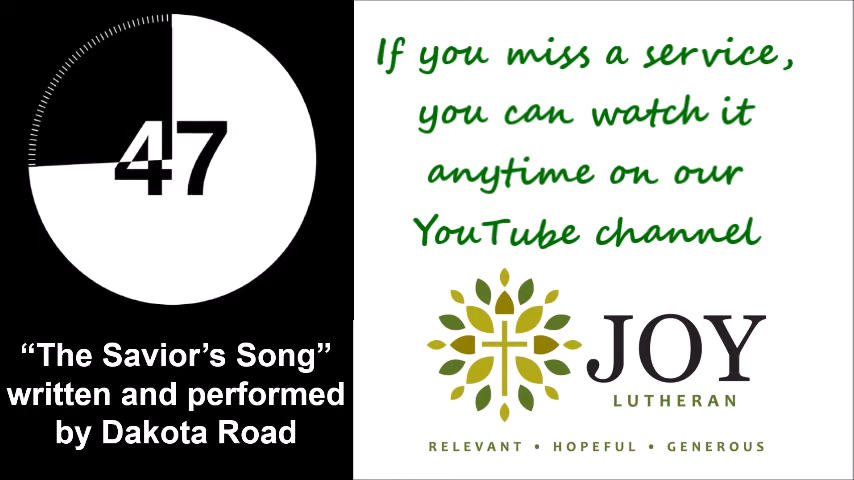 47
“The Savior’s Song”
written and performed
by Dakota Road
If you miss a service,
you can watch it
anytime on our
YouTube channel
JOY
LUTHERAN
RELEVANT • HOPEFUL • GENEROUS